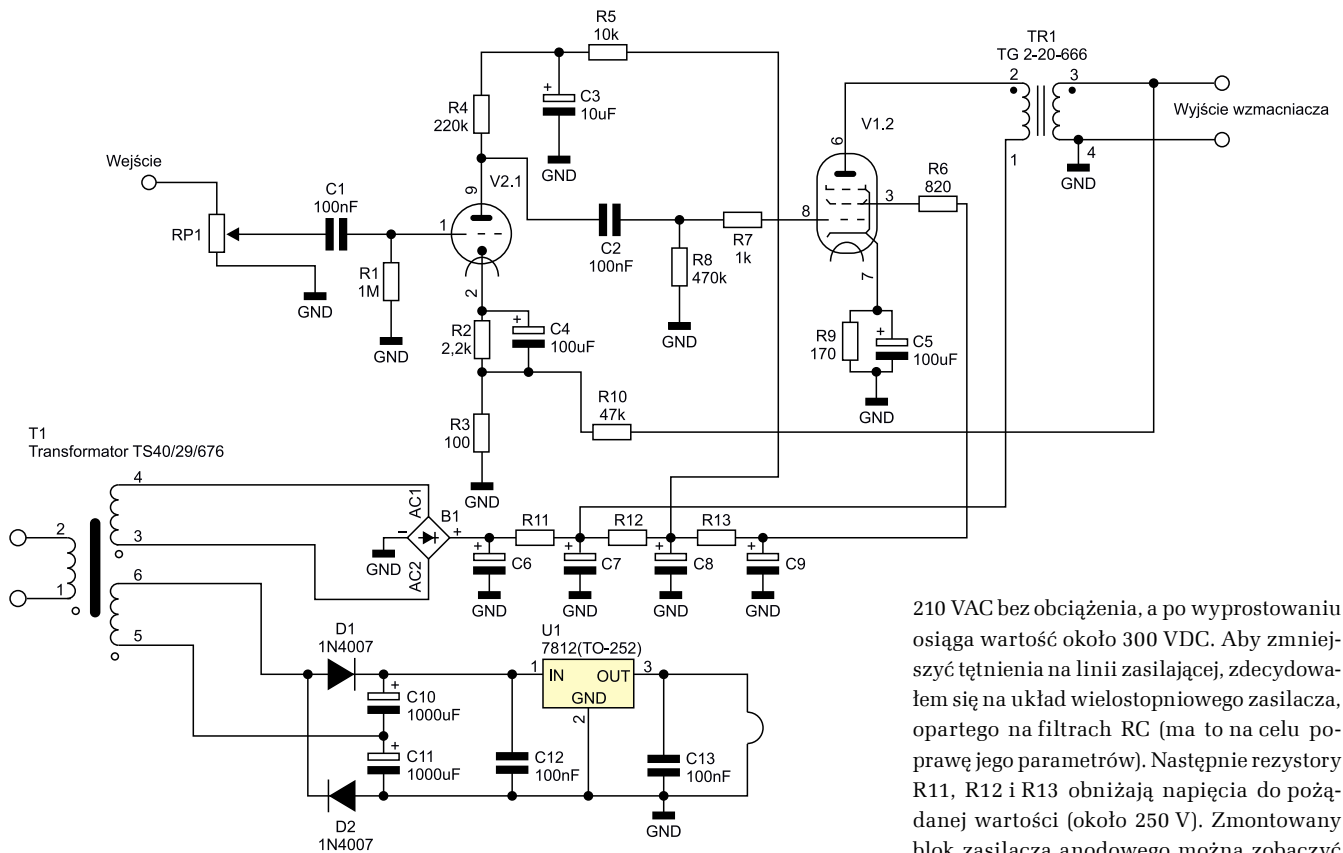 R5
10k
TR1
TG 2-20-666
2
3
Wyjście wzmacniacza
1
4
GND
+
C3
10uF
GND
R4
220k
Wejście
V1.2
6
R6
820
3
8
7
9
V2.1
C1
100nF
1
RP1
R1
1M
GND
GND
2
C2
100nF
R7
1k
R8
470k
GND
R2
2,2k
+
C4
100uF
R9
170
+
C5
100uF
GND
R10
47k
R3
100
GND
T1
Transformator TS40/29/676
4
AC1
B1
2
3
1
6
5
-
+
GND
AC2
R11
R12
R13
+
C6
GND
+
C7
GND
+
C8
GND
+
C9
GND
D1
1N4007
U1
7812(TO-252)
1
IN
OUT
3
GND
2
+
C10
1000uF
+
C11
1000uF
C12
100nF
C13
100nF
D2
1N4007
GND
210 VAC bez obciążenia, a po wyprostowaniu
osiąga wartość około 300 VDC. Aby zmniej-
szyć tętnienia na linii zasilającej, zdecydowa-
łem się na układ wielostopniowego zasilacza,
opartego na filtrach RC (ma to na celu po-
prawę jego parametrów). Następnie rezystory
R11, R12 i R13 obniżają napięcia do pożą-
danej wartości (około 250 V). Zmontowany
blok zasilacza anodowego można zobaczyć